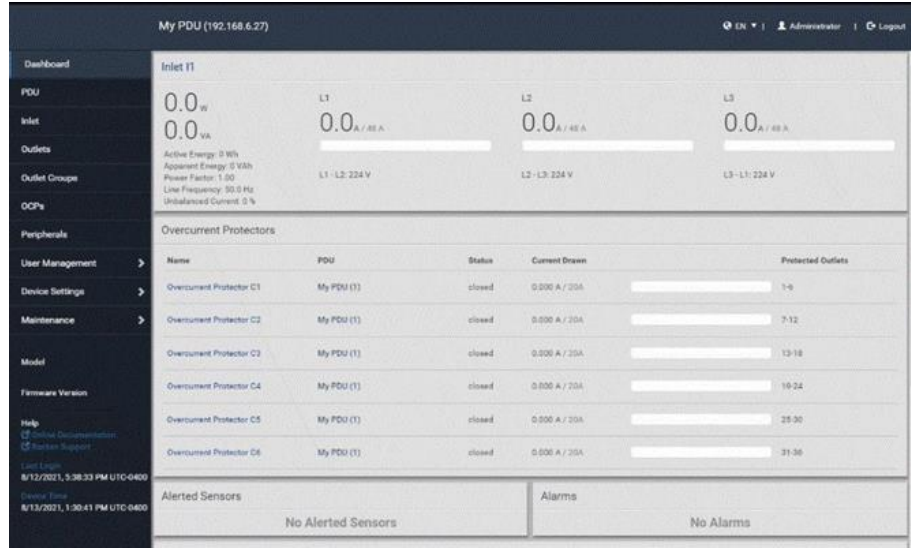 My PDU (192.168.6.27)
EN
Administrator
Logout
Dashboard
PDU
Inlet
Outlets
Outlet Groups
OCPs
Peripherals
User Management
Device Settings
Maintenance
Model
Firmware Version
Help
Online Documentation
Raritan Support
Last Login
8/12/2021, 5:38:33 PM UTC-0400
Device Time
8/13/2021, 1:30:41 PM UTC-0400
Inlet I1
0.0 W
0.0 VA
Active Energy: 0 Wh
Apparent Energy: 0 VAh
Power Factor: 1.00
Line Frequency: 50.0 Hz
Unbalanced Current: 0 %
L1
0.0 A / 48 A
L1 - L2: 224 V
L2
0.0 A / 48 A
L2 - L3: 224 V
L3
0.0 A / 48 A
L3 - L1: 224 V
Overcurrent Protectors
Name PDU Status Current Drawn Protected Outlets
Overcurrent Protector C1 My PDU (1) closed 0.000 A / 20A 1-6
Overcurrent Protector C2 My PDU (1) closed 0.000 A / 20A 7-12
Overcurrent Protector C3 My PDU (1) closed 0.000 A / 20A 13-18
Overcurrent Protector C4 My PDU (1) closed 0.000 A / 20A 19-24
Overcurrent Protector C5 My PDU (1) closed 0.000 A / 20A 25-30
Overcurrent Protector C6 My PDU (1) closed 0.000 A / 20A 31-36
Alerted Sensors
No Alerted Sensors
Alarms
No Alarms